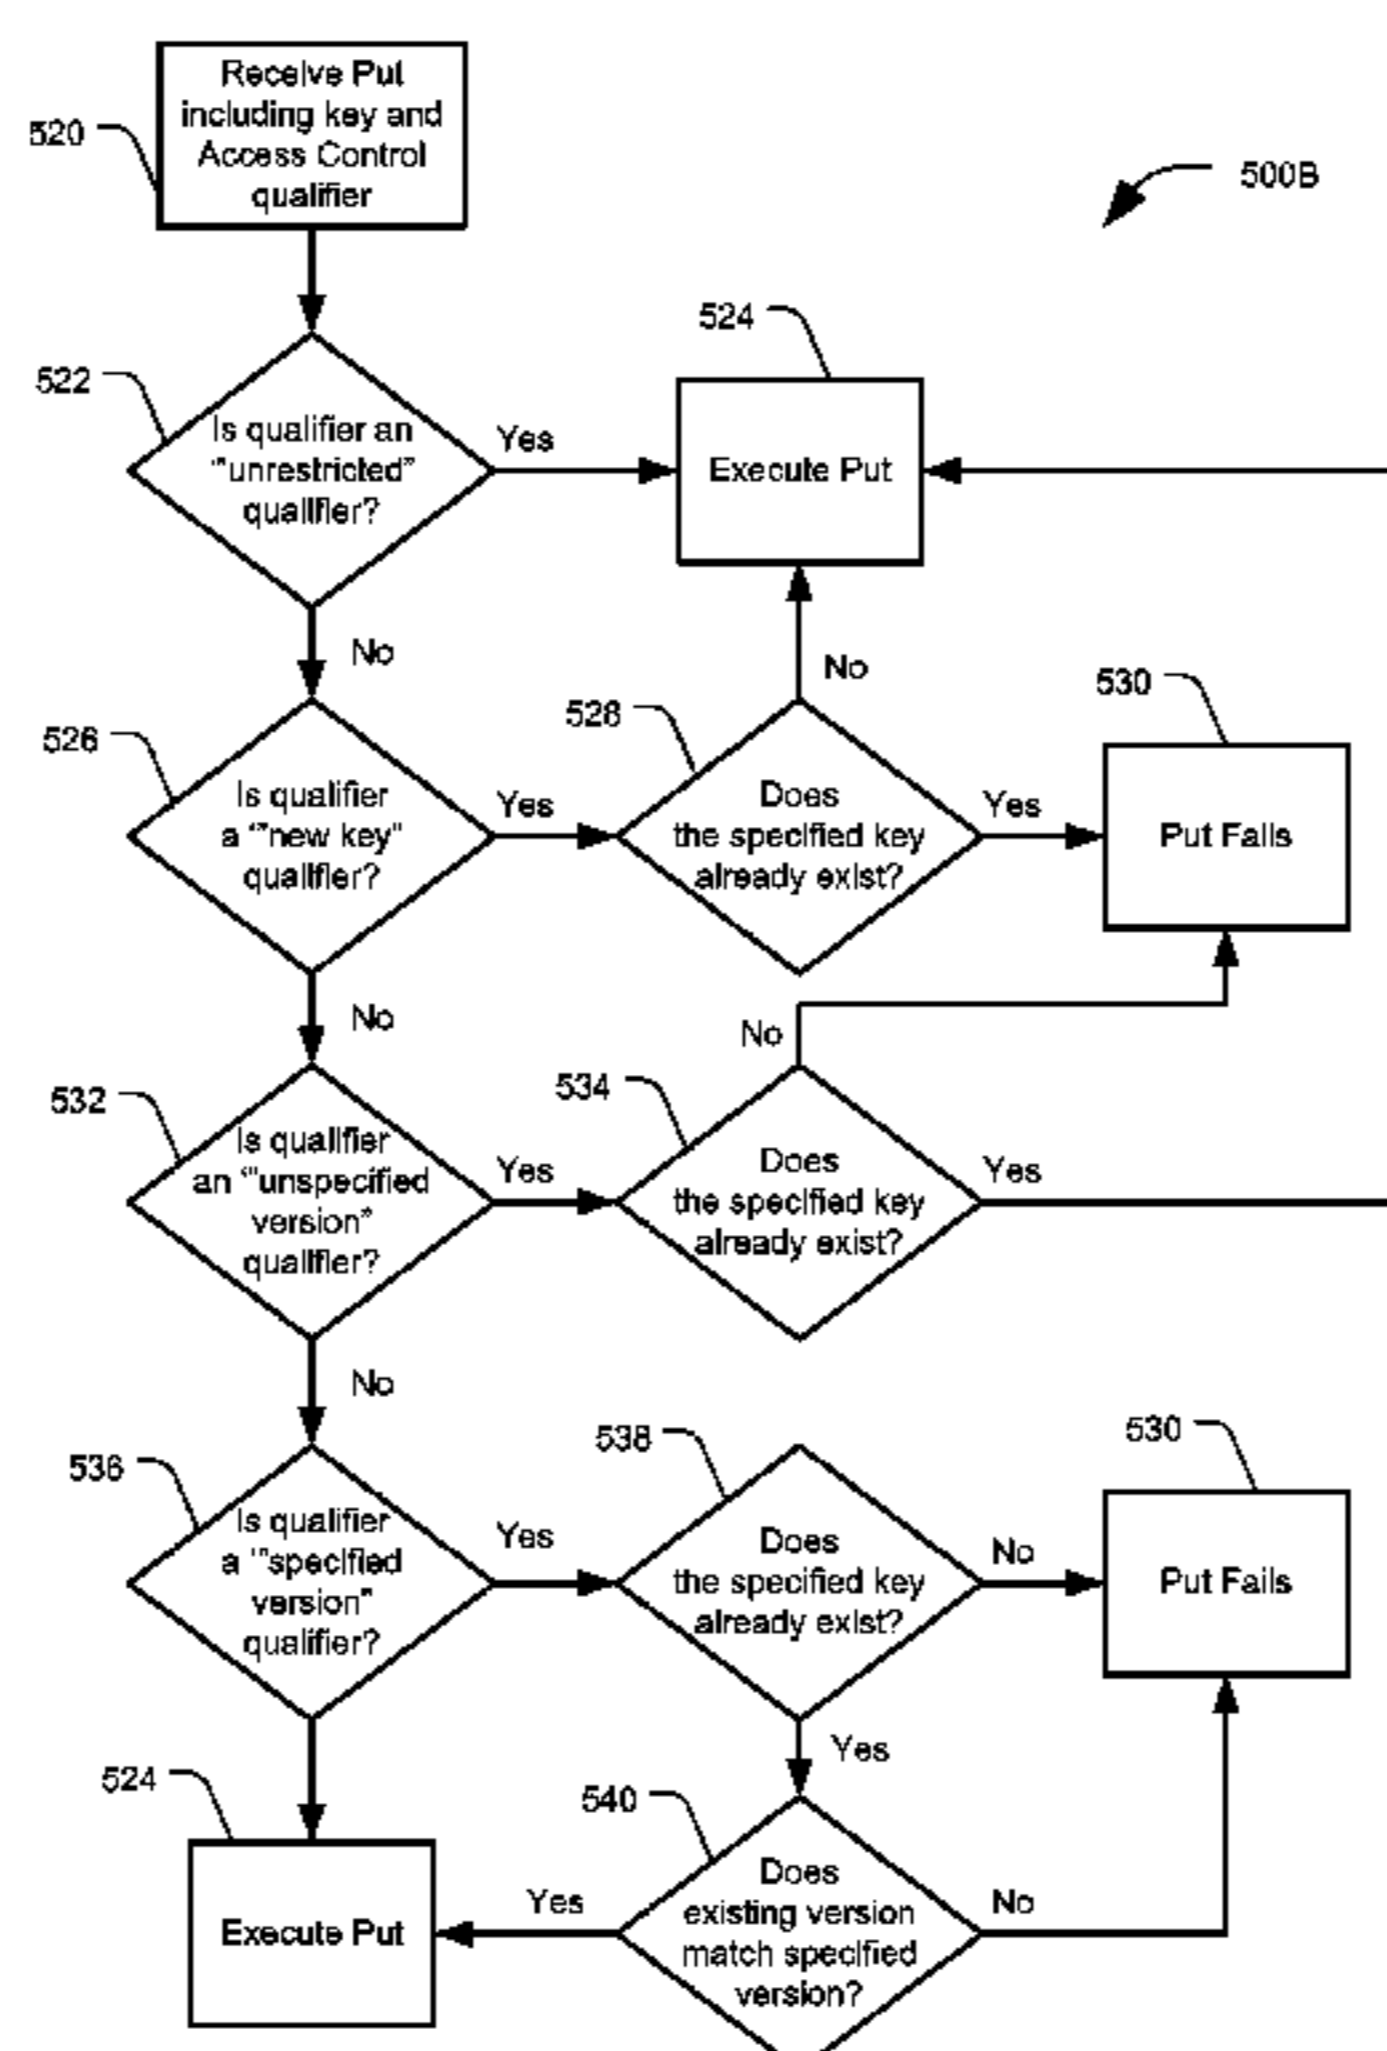 Receive Put
including key and
Access Control
qualifier
520
500B
524
522
Is qualifier an
'"unrestricted"
qualifier?
Yes
Execute Put
No
No
530
528
526
Is qualifier
a '"new key"
qualifier?
Yes
Does
the specified key
already exist?
Yes
Put Fails
No
No
532
534
Is qualifier
an '"unspecified
version"
qualifier?
Yes
Does
the specified key
already exist?
Yes
No
530
538
536
Is qualifier
a '"specified
version"
qualifier?
Yes
Does
the specified key
already exist?
No
Put Fails
Yes
524
540
Execute Put
Yes
Does
existing version
match specified
version?
No